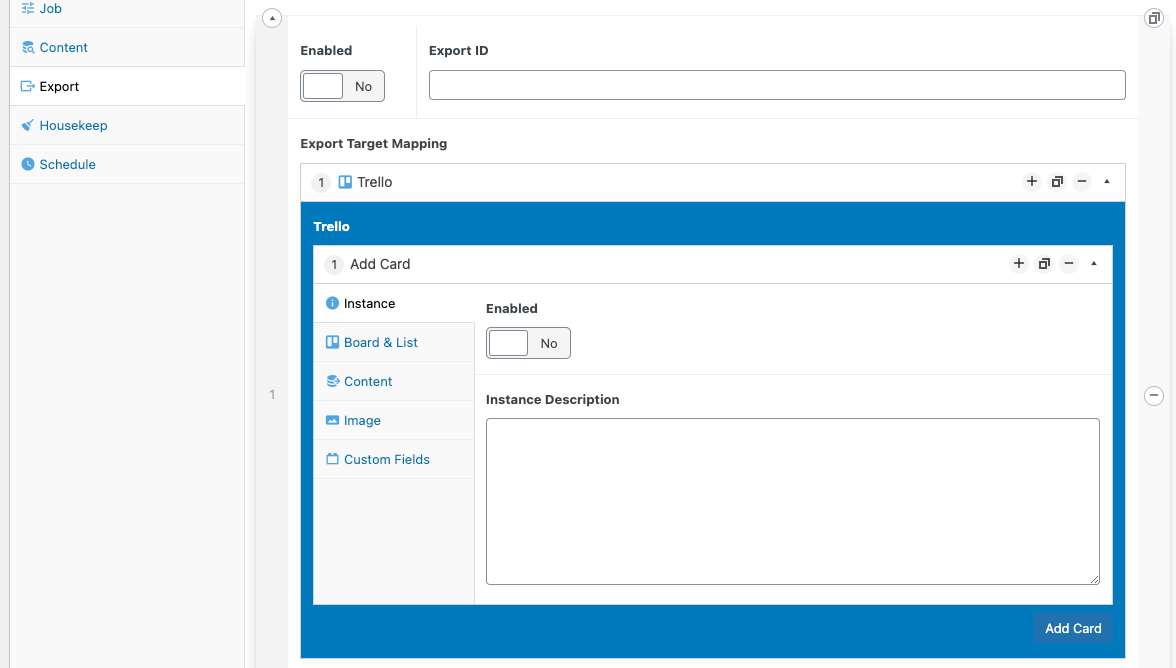 Job
Content
Export
Housekeep
Schedule
Enabled
Export ID
No
Export Target Mapping
1 Trello
Trello
1 Add Card
Instance
Enabled
Board & List
No
Content
1
Instance Description
Image
Custom Fields
Add Card